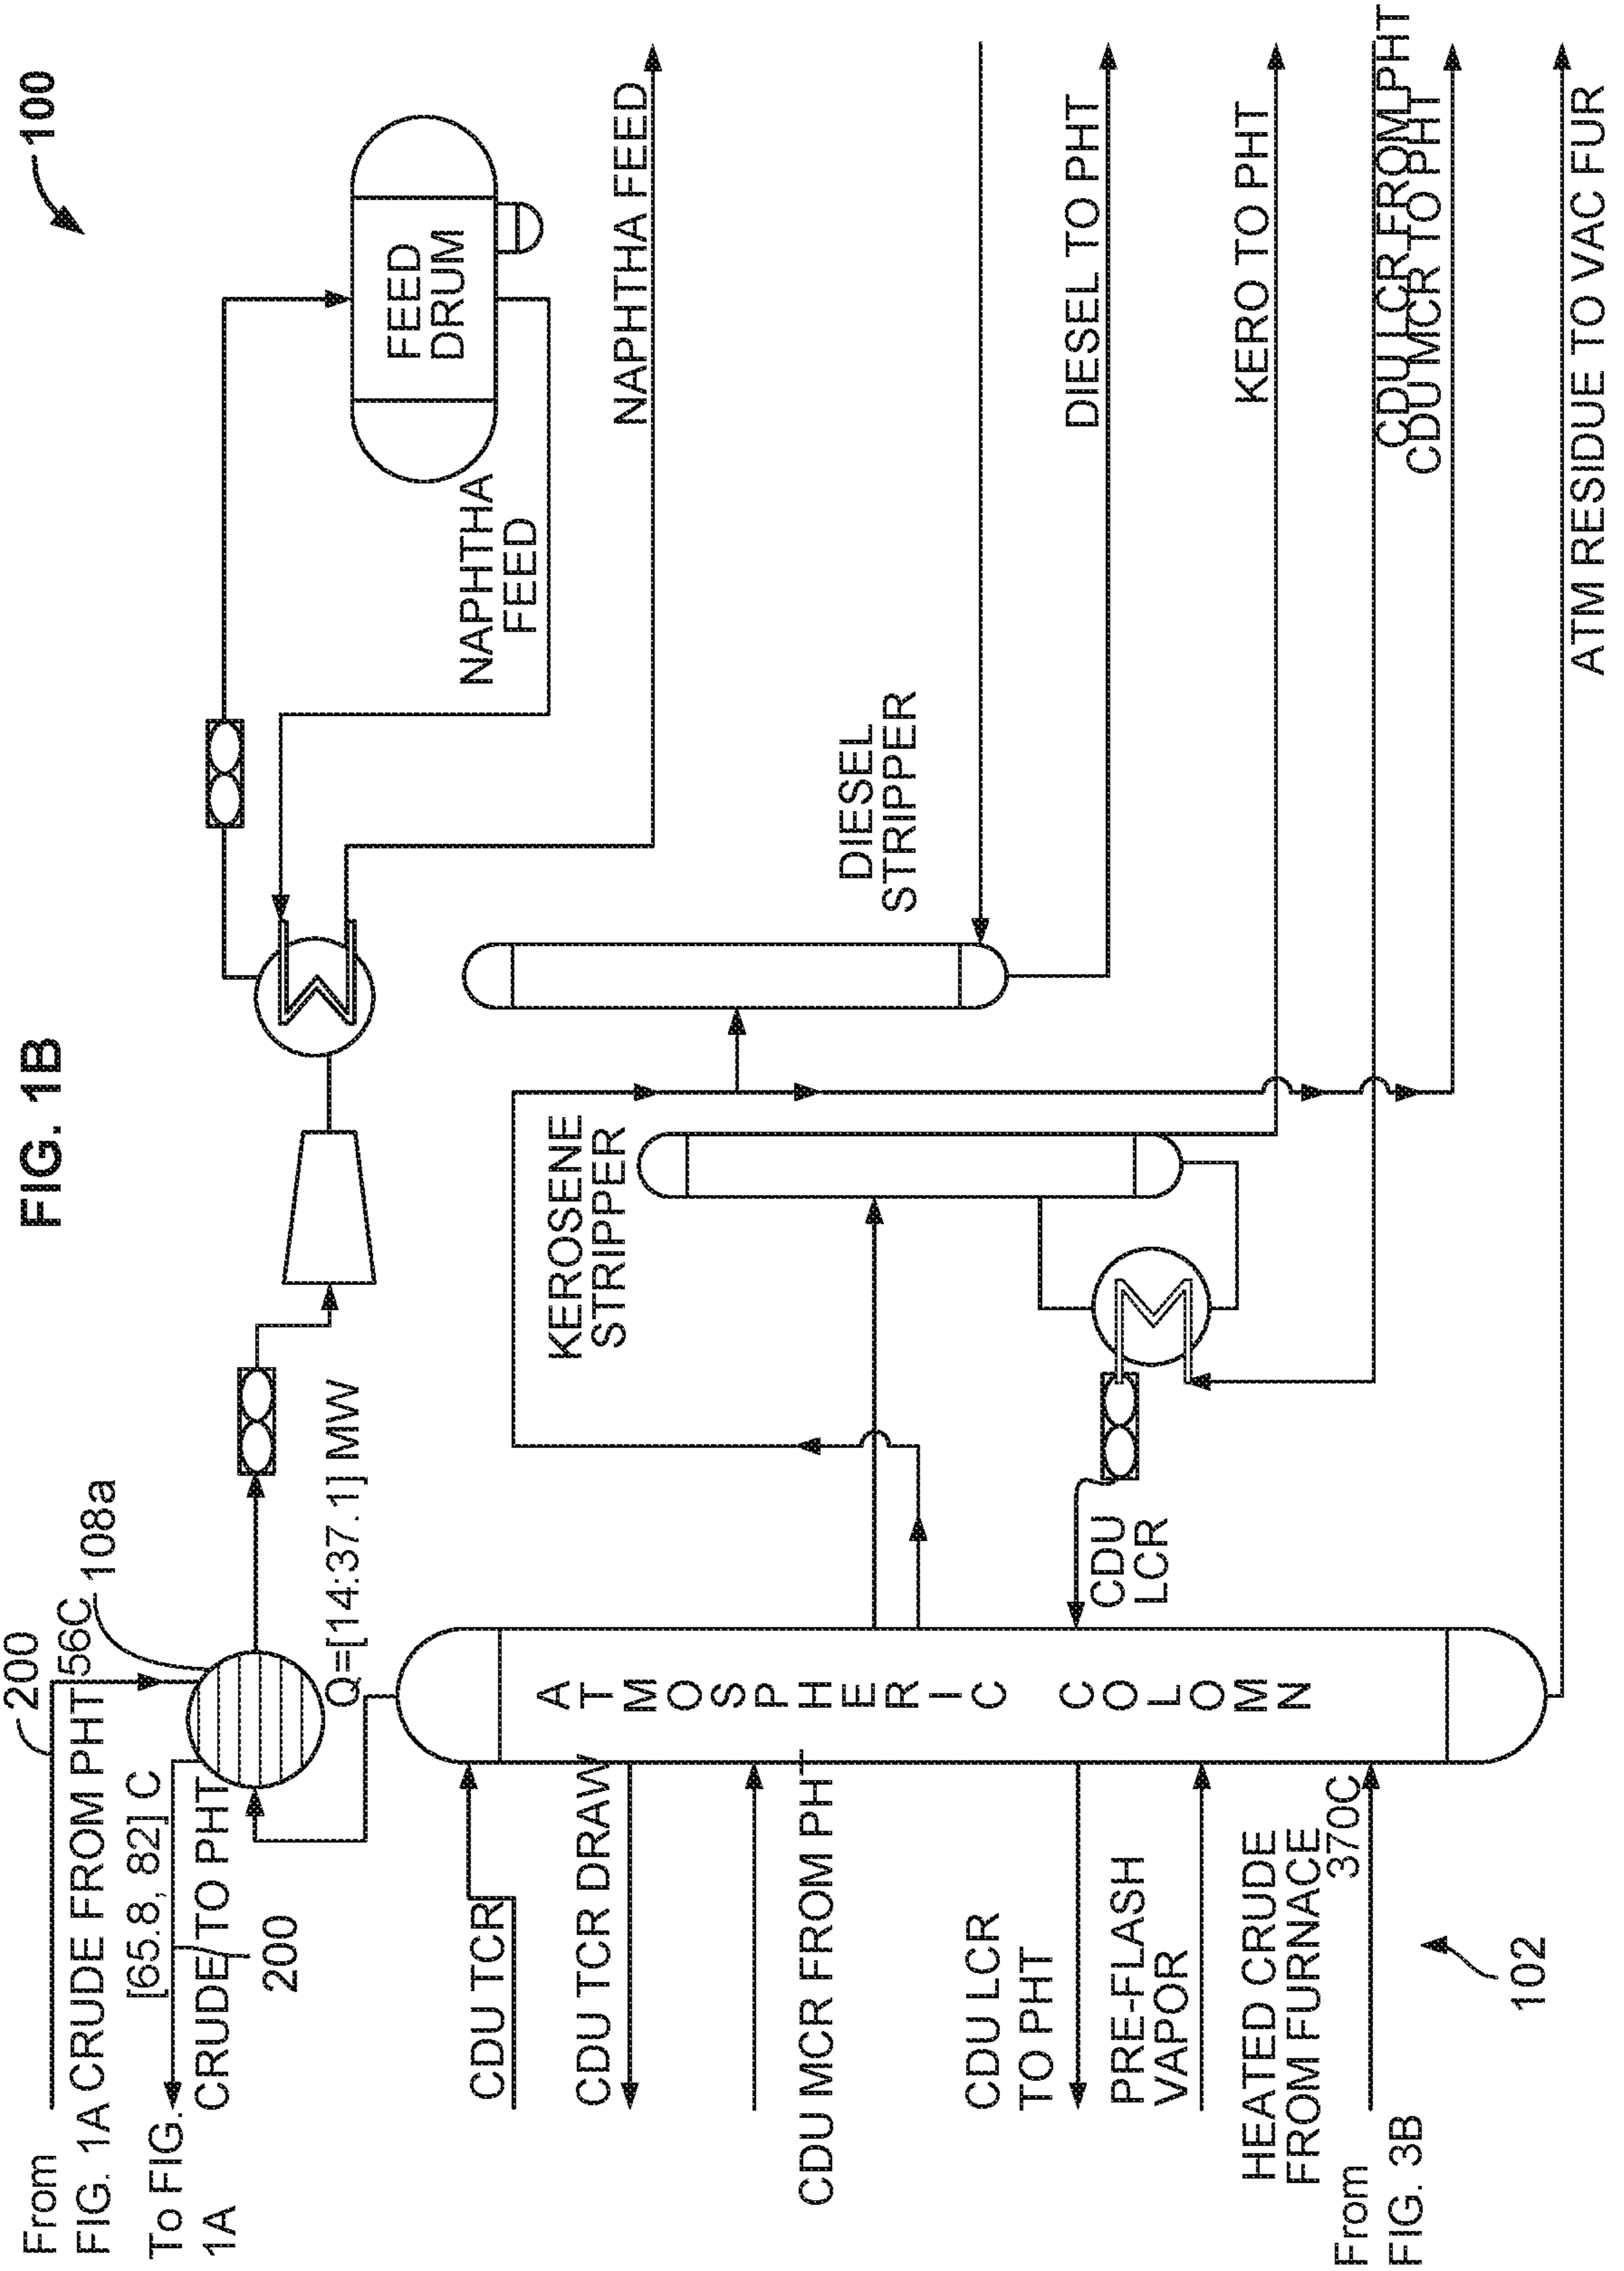 FIG. 1B
100
200
From
FIG. 1A
CRUDE FROM PHT
56C
108a
[65.8, 82] C
To FIG.
1A
CRUDE TO PHT
200
Q=[14:37.1] MW
FEED
DRUM
NAPHTHA
FEED
NAPHTHA FEED
CDU TCR
CDU TCR DRAW
KEROSENE
STRIPPER
DIESEL
STRIPPER
ATMOSPHERIC COLOMN
CDU MCR FROM PHT
CDU LCR
TO PHT
CDU
LCR
DIESEL TO PHT
PRE-FLASH
VAPOR
KERO TO PHT
HEATED CRUDE
FROM FURNACE
370C
From
FIG. 3B
CDU LCR FROM PHT
CDU MCR TO PHT
102
ATM RESIDUE TO VAC FUR